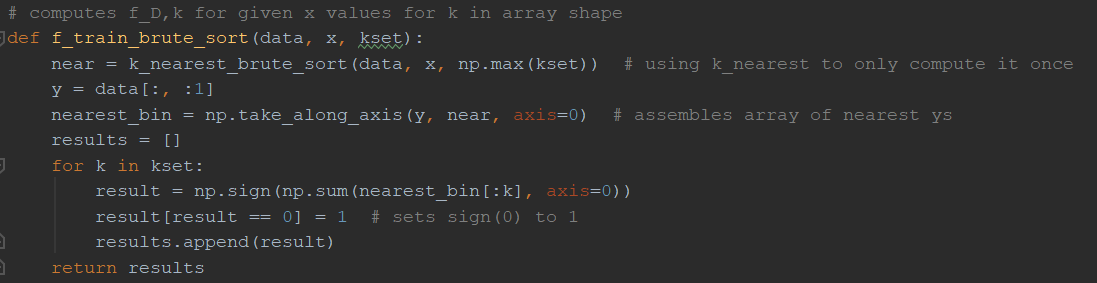 # computes f_D,k for given x values for k in array shape
def f_train_brute_sort(data, x, kset):
    near = k_nearest_brute_sort(data, x, np.max(kset))  # using k_nearest to only compute it once
    y = data[:, :1]
    nearest_bin = np.take_along_axis(y, near, axis=0)  # assembles array of nearest ys
    results = []
    for k in kset:
        result = np.sign(np.sum(nearest_bin[:k], axis=0))
        result[result == 0] = 1  # sets sign(0) to 1
        results.append(result)
    return results